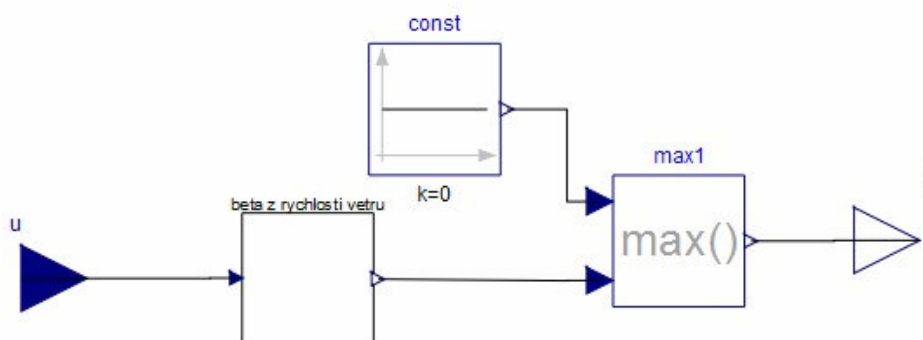 const
k=0
max1
beta z rychlosti vetru
u
max()